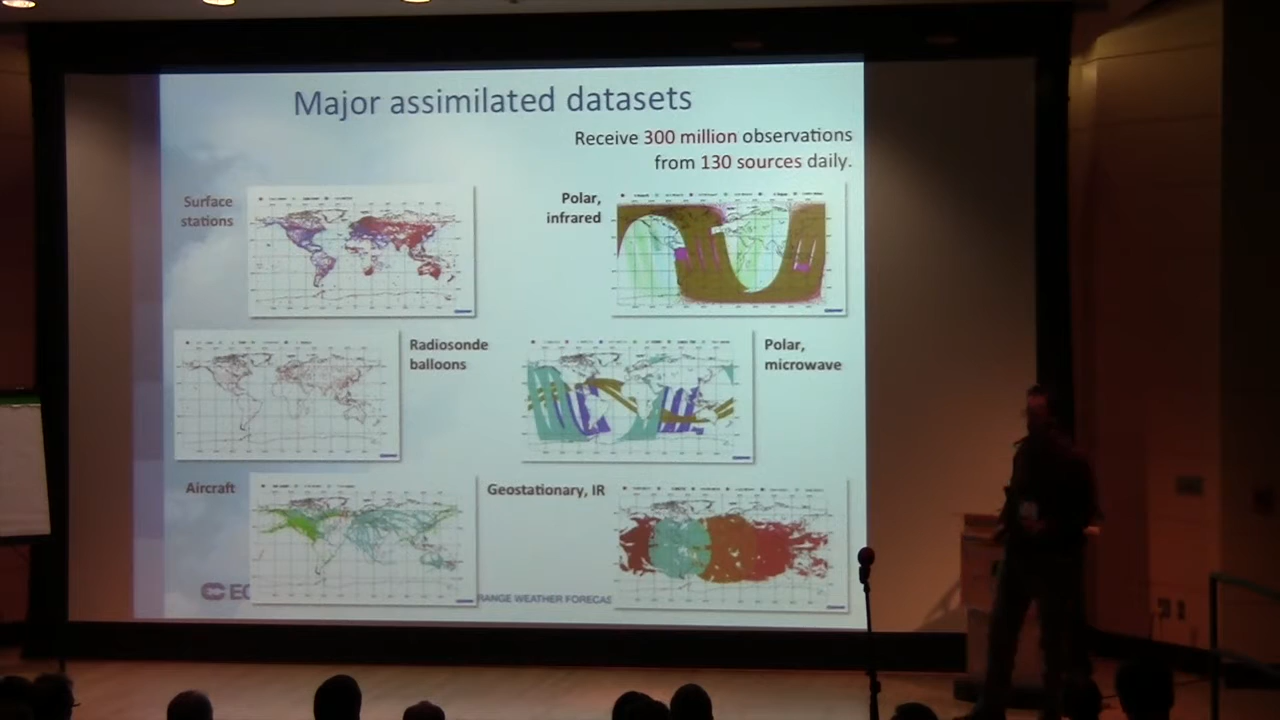 Major assimilated datasets
Receive 300 million observations
from 130 sources daily.
Surface
stations
Polar,
infrared
Radiosonde
balloons
Polar,
microwave
Aircraft
Geostationary, IR
EC
RANGE WEATHER FORECAS